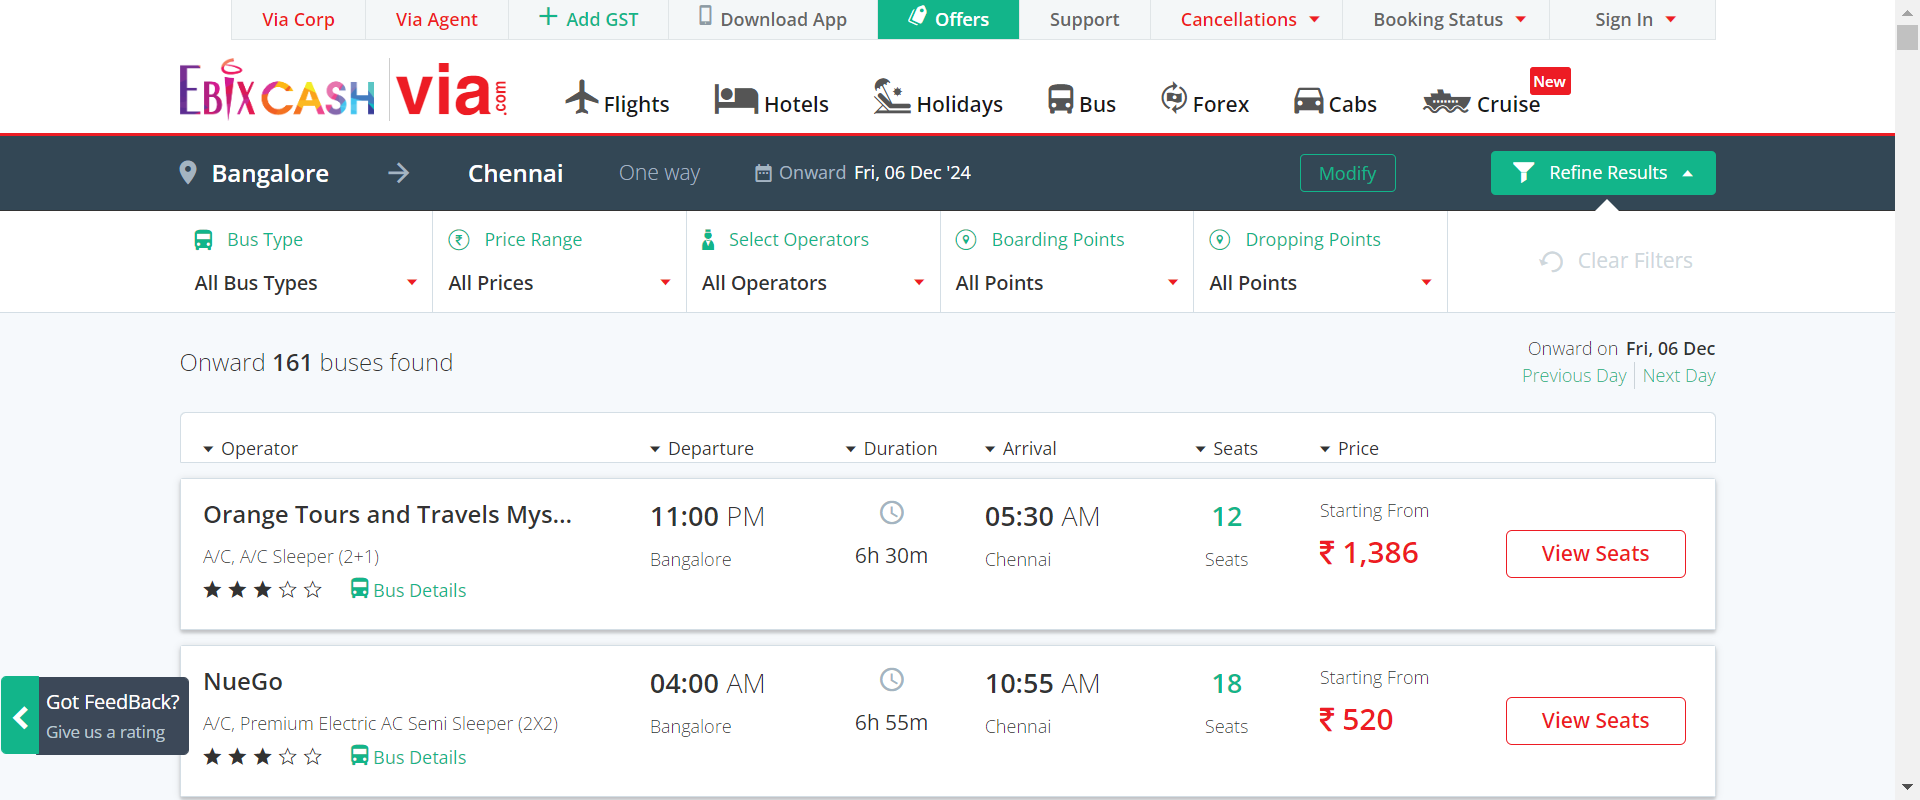 Via Corp Via Agent Add GST Download App Offers Support Cancellations Booking Status Sign In
EBIXCASH via.com Flights Hotels Holidays Bus Forex Cabs Cruise New
Bangalore Chennai One way Onward Fri, 06 Dec '24 Modify Refine Results
Bus Type Price Range Select Operators Boarding Points Dropping Points
All Bus Types All Prices All Operators All Points All Points
Clear Filters
Onward 161 buses found
Onward on Fri, 06 Dec
Previous Day Next Day
Operator Departure Duration Arrival Seats Price
Orange Tours and Travels Mys... 11:00 PM 05:30 AM 12 Starting From
A/C, A/C Sleeper (2+1) Bangalore 6h 30m Chennai Seats ₹ 1,386 View Seats
Bus Details
NueGo 04:00 AM 10:55 AM 18 Starting From
A/C, Premium Electric AC Semi Sleeper (2X2) Bangalore 6h 55m Chennai Seats ₹ 520 View Seats
Bus Details
Got FeedBack?
Give us a rating